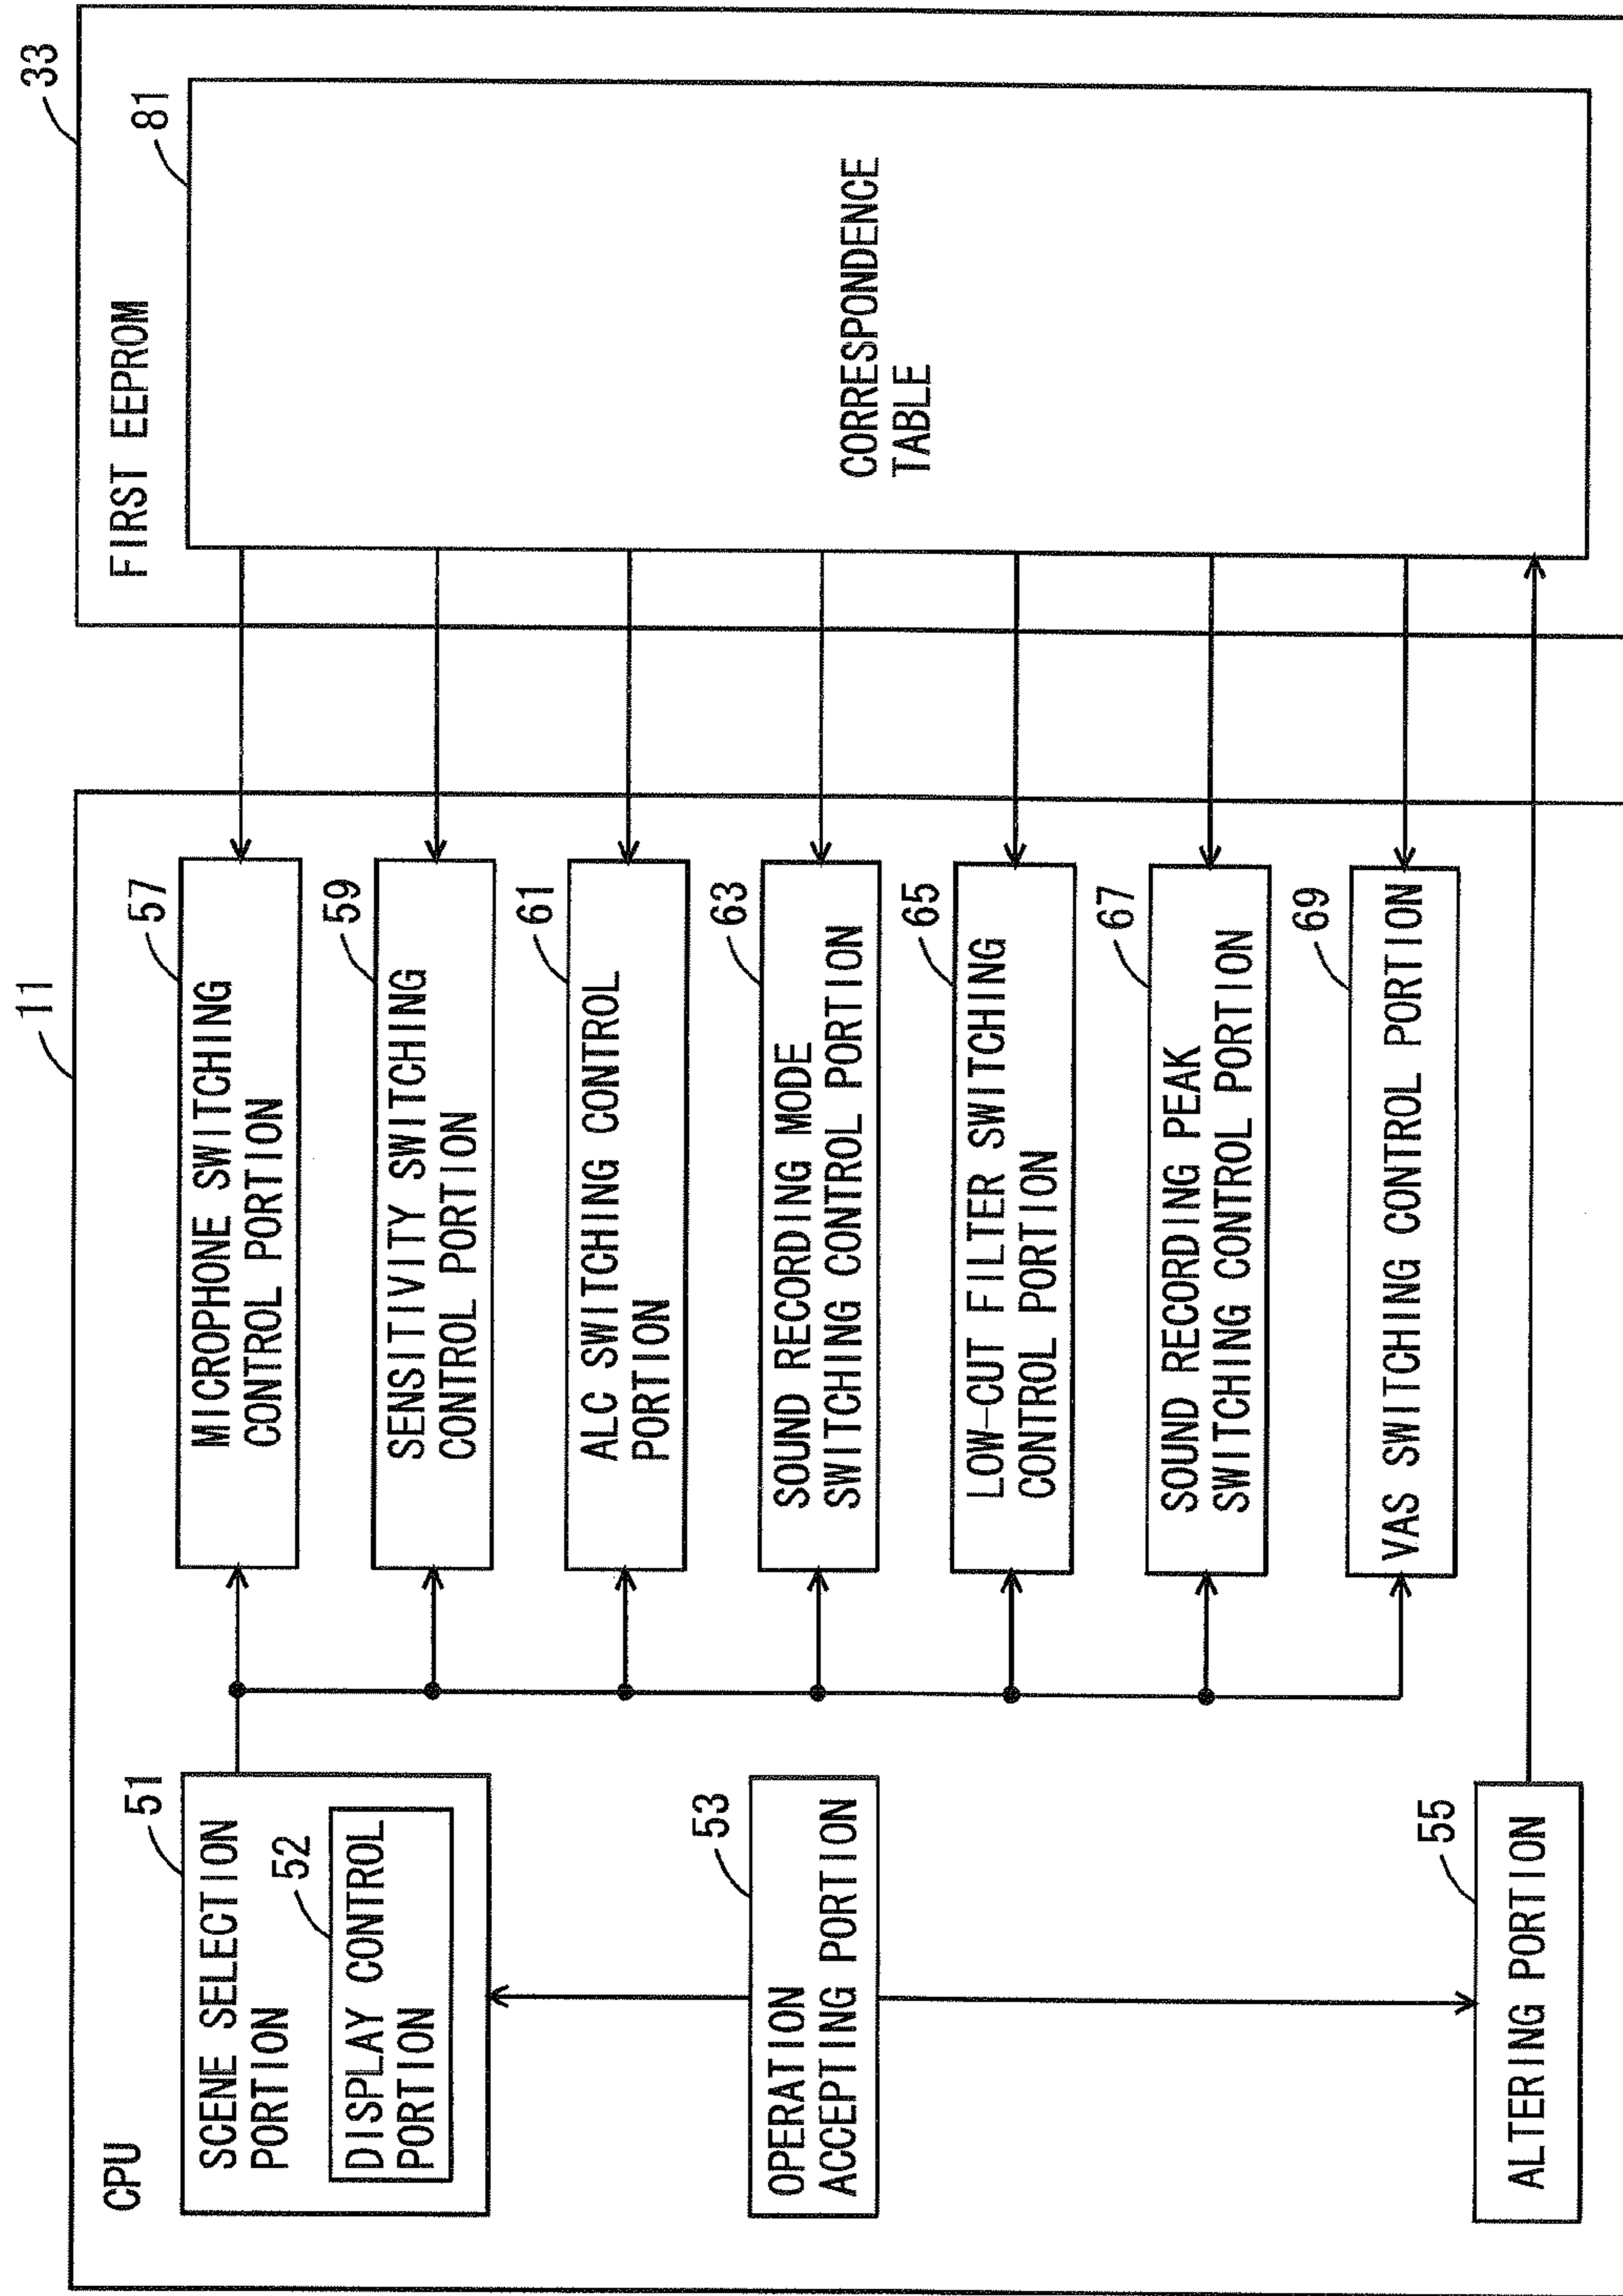 11
CPU
51
SCENE SELECTION
PORTION
52
DISPLAY CONTROL
PORTION
53
OPERATION
ACCEPTING PORTION
55
ALTERING PORTION
57
MICROPHONE SWITCHING
CONTROL PORTION
59
SENSITIVITY SWITCHING
CONTROL PORTION
61
ALC SWITCHING CONTROL
PORTION
63
SOUND RECORDING MODE
SWITCHING CONTROL PORTION
65
LOW-CUT FILTER SWITCHING
CONTROL PORTION
67
SOUND RECORDING PEAK
SWITCHING CONTROL PORTION
69
VAS SWITCHING CONTROL PORTION
33
FIRST EEPROM
81
CORRESPONDENCE
TABLE